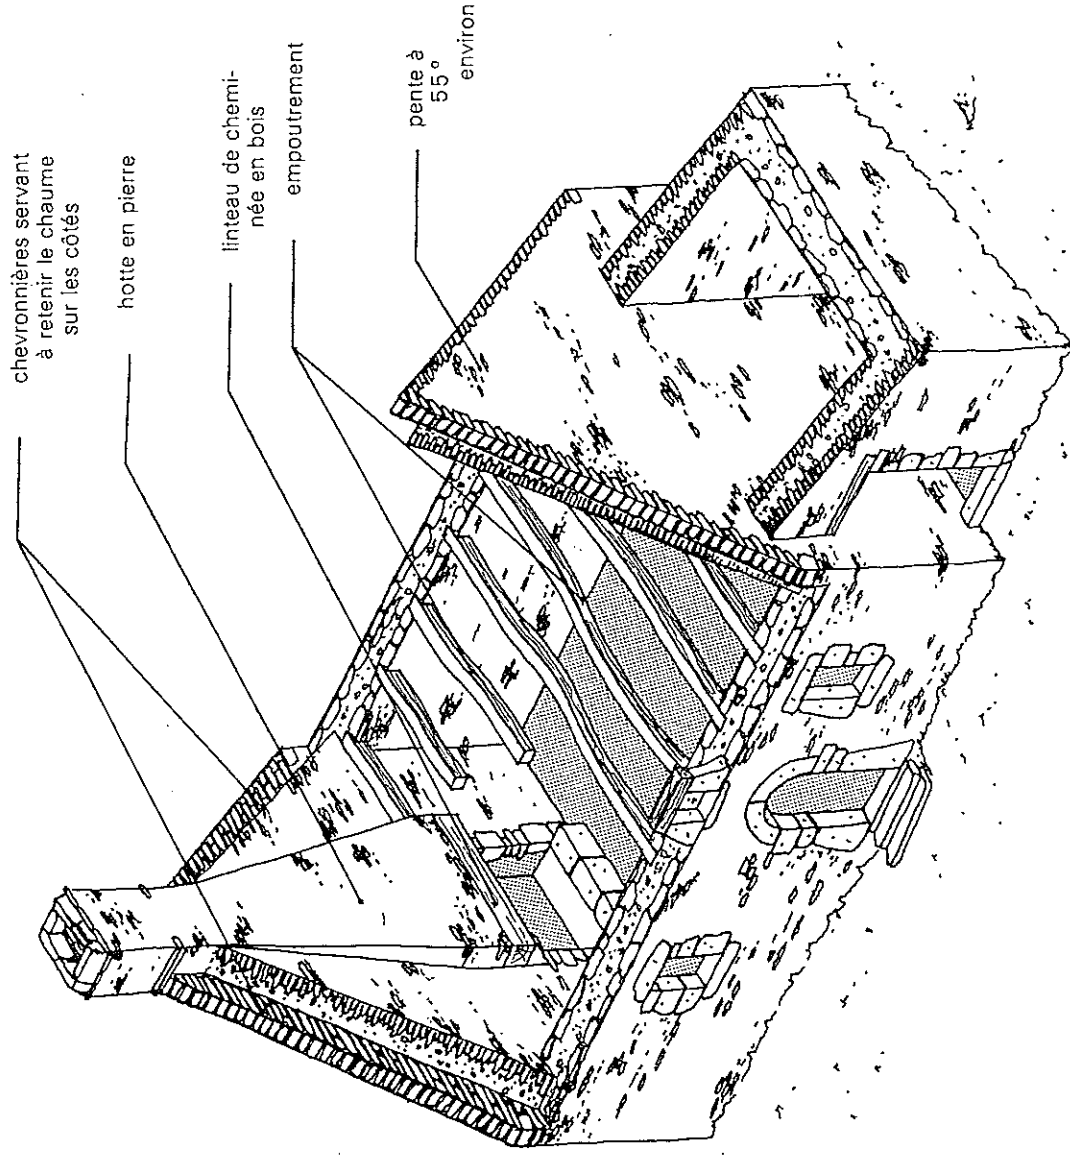 chevronnières servant
à retenir le chaume
sur les côtés
hotte en pierre
linteau de chemi-
née en bois
empoutrement
pente à
55°
environ